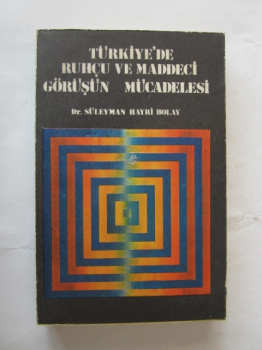 TÜRKİYE'DE
RUHÇU VE MADDECİ
GÖRÜŞÜN MÜCADELESİ
Dr. SÜLEYMAN HAYRİ BOLAY